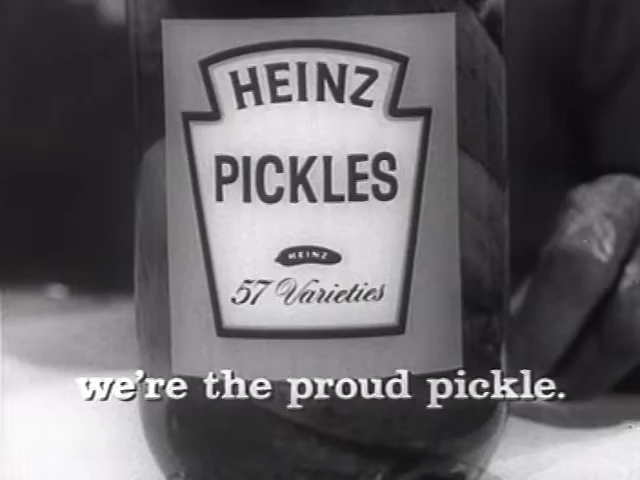 HEINZ
PICKLES
HEINZ
57 Varieties
we're the proud pickle.